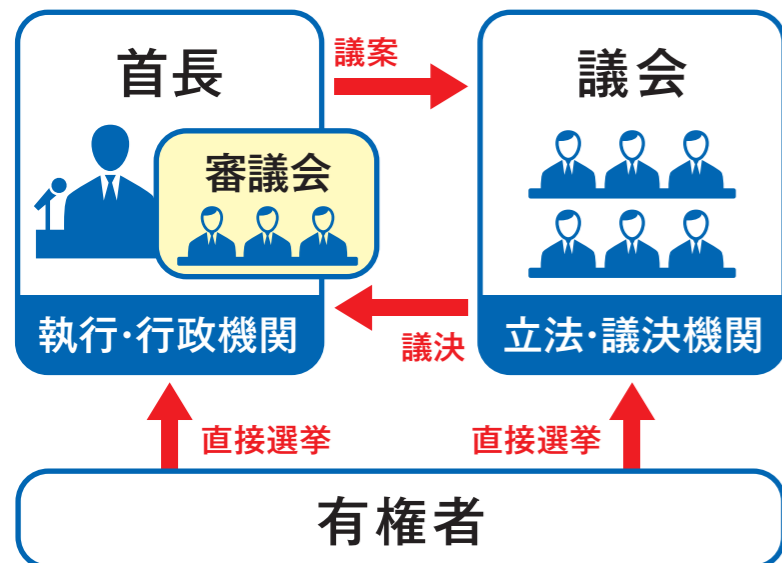 首長
議案
議会
審議会
執行・行政機関
議決
立法・議決機関
直接選挙
直接選挙
有権者